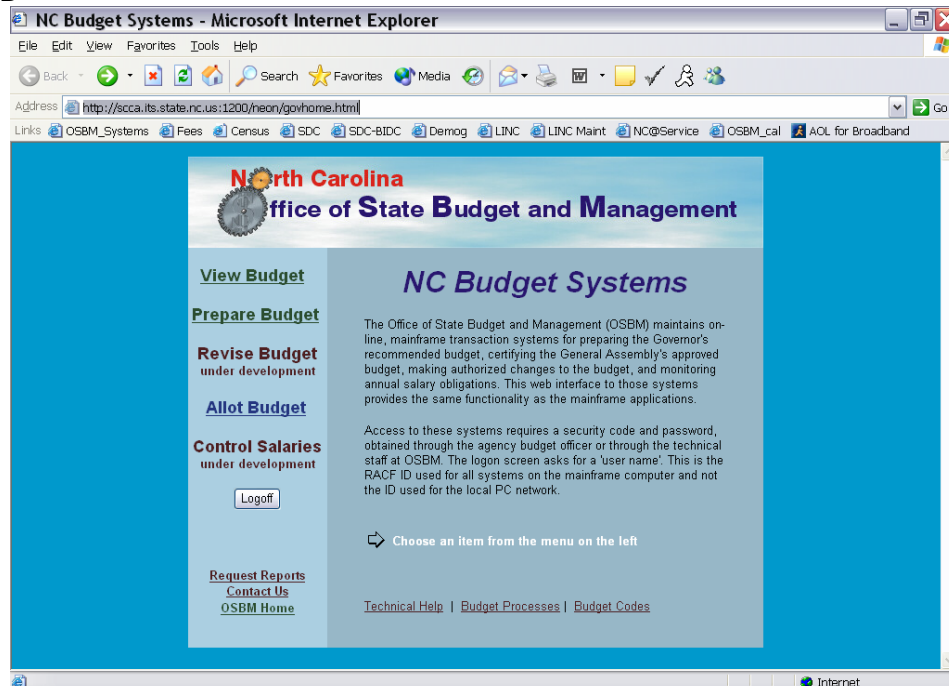 NC Budget Systems - Microsoft Internet Explorer
File Edit View Favorites Tools Help
Back Search Favorites Media
Address http://scca.its.state.nc.us:1200/neon/govhome.html Go
Links OSBM_Systems Fees Census SDC SDC-BIDC Demog LINC LINC Maint NC@Service OSBM_cal AOL for Broadband
North Carolina
Office of State Budget and Management
View Budget
Prepare Budget
Revise Budget
under development
Allot Budget
Control Salaries
under development
Logoff
Request Reports
Contact Us
OSBM Home
NC Budget Systems
The Office of State Budget and Management (OSBM) maintains on-
line, mainframe transaction systems for preparing the Governor's
recommended budget, certifying the General Assembly's approved
budget, making authorized changes to the budget, and monitoring
annual salary obligations. This web interface to those systems
provides the same functionality as the mainframe applications.
Access to these systems requires a security code and password,
obtained through the agency budget officer or through the technical
staff at OSBM. The logon screen asks for a 'user name'. This is the
RACF ID used for all systems on the mainframe computer and not
the ID used for the local PC network.
Choose an item from the menu on the left
Technical Help | Budget Processes | Budget Codes
Internet